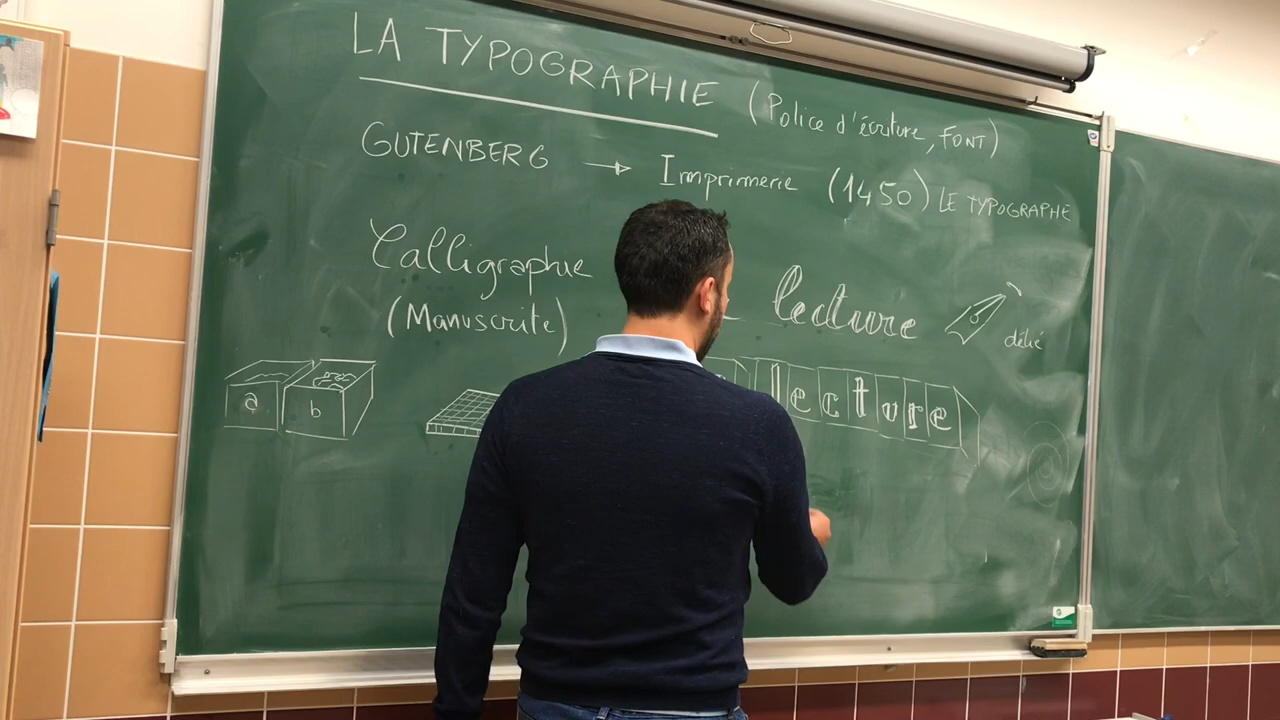 LA TYPOGRAPHIE (Police d'écriture, FONT)
GUTENBERG → Imprimerie (1450) LE TYPOGRAPHE
Calligraphie
(Manuscrite)
lecture
délié
a b
lecture